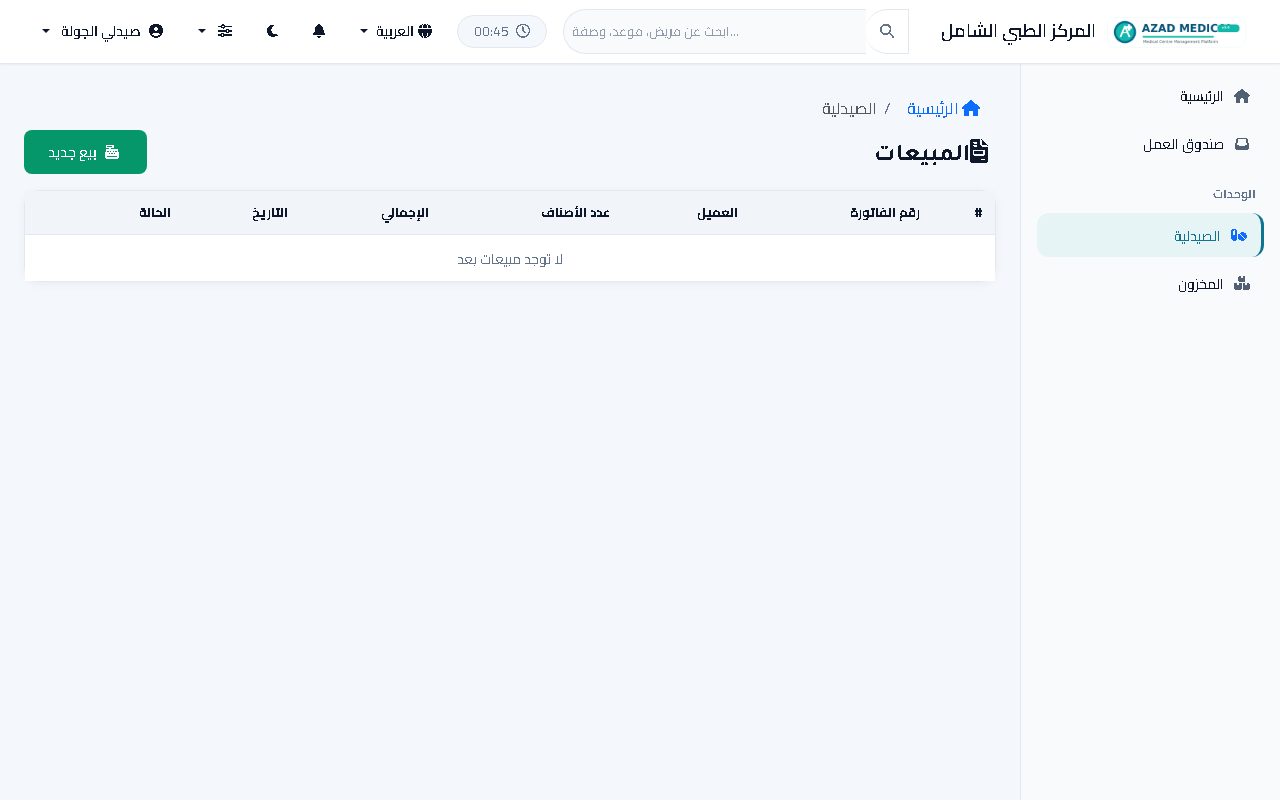 AZAD MEDIC
Medical Center Management Platform
المركز الطبي الشامل
ابحث عن مريض، موعد، وصفة...
00:45
العربية
صيدلي الجولة
الرئيسية
صندوق العمل
الوحدات
الصيدلية
المخزون
الرئيسية / الصيدلية
المبيعات
بيع جديد
# رقم الفاتورة العميل عدد الأصناف الإجمالي التاريخ الحالة
لا توجد مبيعات بعد